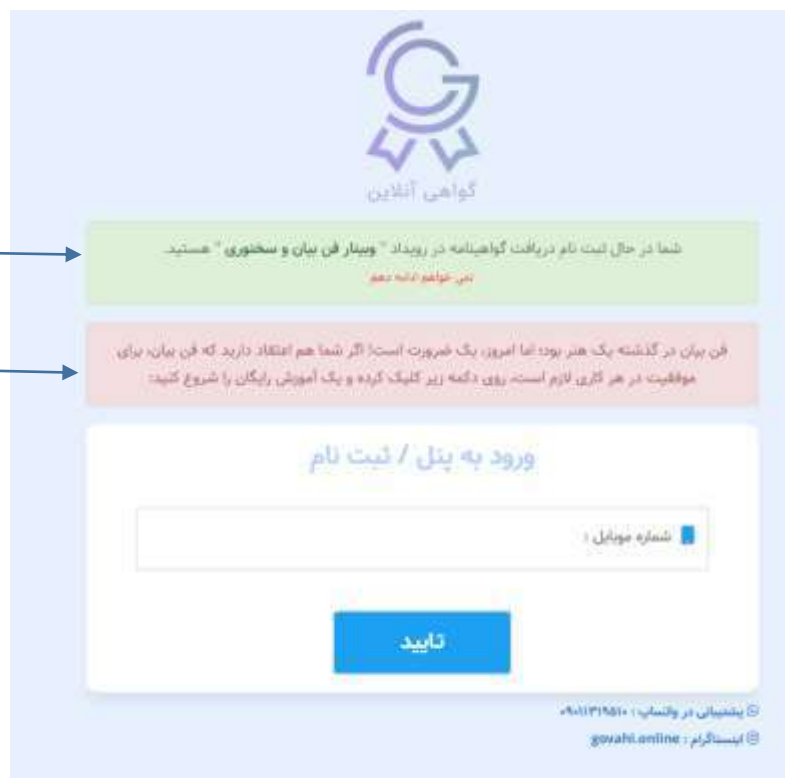 گواهی آنلاین
شما در حال ثبت نام دریافت گواهینامه در رویداد " وبینار فن بیان و سخنوری " هستید.
نمی خواهم ادامه دهم
فن بیان در گذشته یک هنر بود؛ اما امروز، یک ضرورت است! اگر شما هم اعتقاد دارید که فن بیان، برای
موفقیت در هر کاری لازم است، روی دکمه زیر کلیک کرده و یک آموزش رایگان را شروع کنید:
ورود به پنل / ثبت نام
شماره موبایل :
تایید
پشتیبانی در واتساپ : ۰۹۰۱۱۳۱۹۵۱۰
اینستاگرام : govahi.online